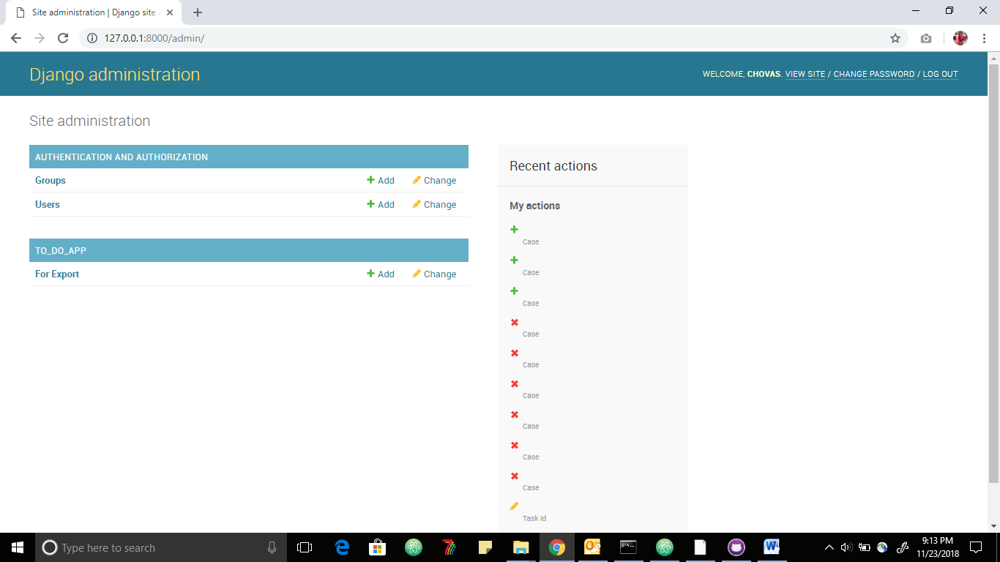 Site administration | Django site
127.0.0.1:8000/admin/
Django administration
WELCOME, CHOVAS. VIEW SITE / CHANGE PASSWORD / LOG OUT
Site administration
AUTHENTICATION AND AUTHORIZATION
Groups Add Change
Users Add Change
TO_DO_APP
For Export Add Change
Recent actions
My actions
Case
Case
Case
Case
Case
Case
Case
Case
Case
Task id
Type here to search
9:13 PM
11/23/2018